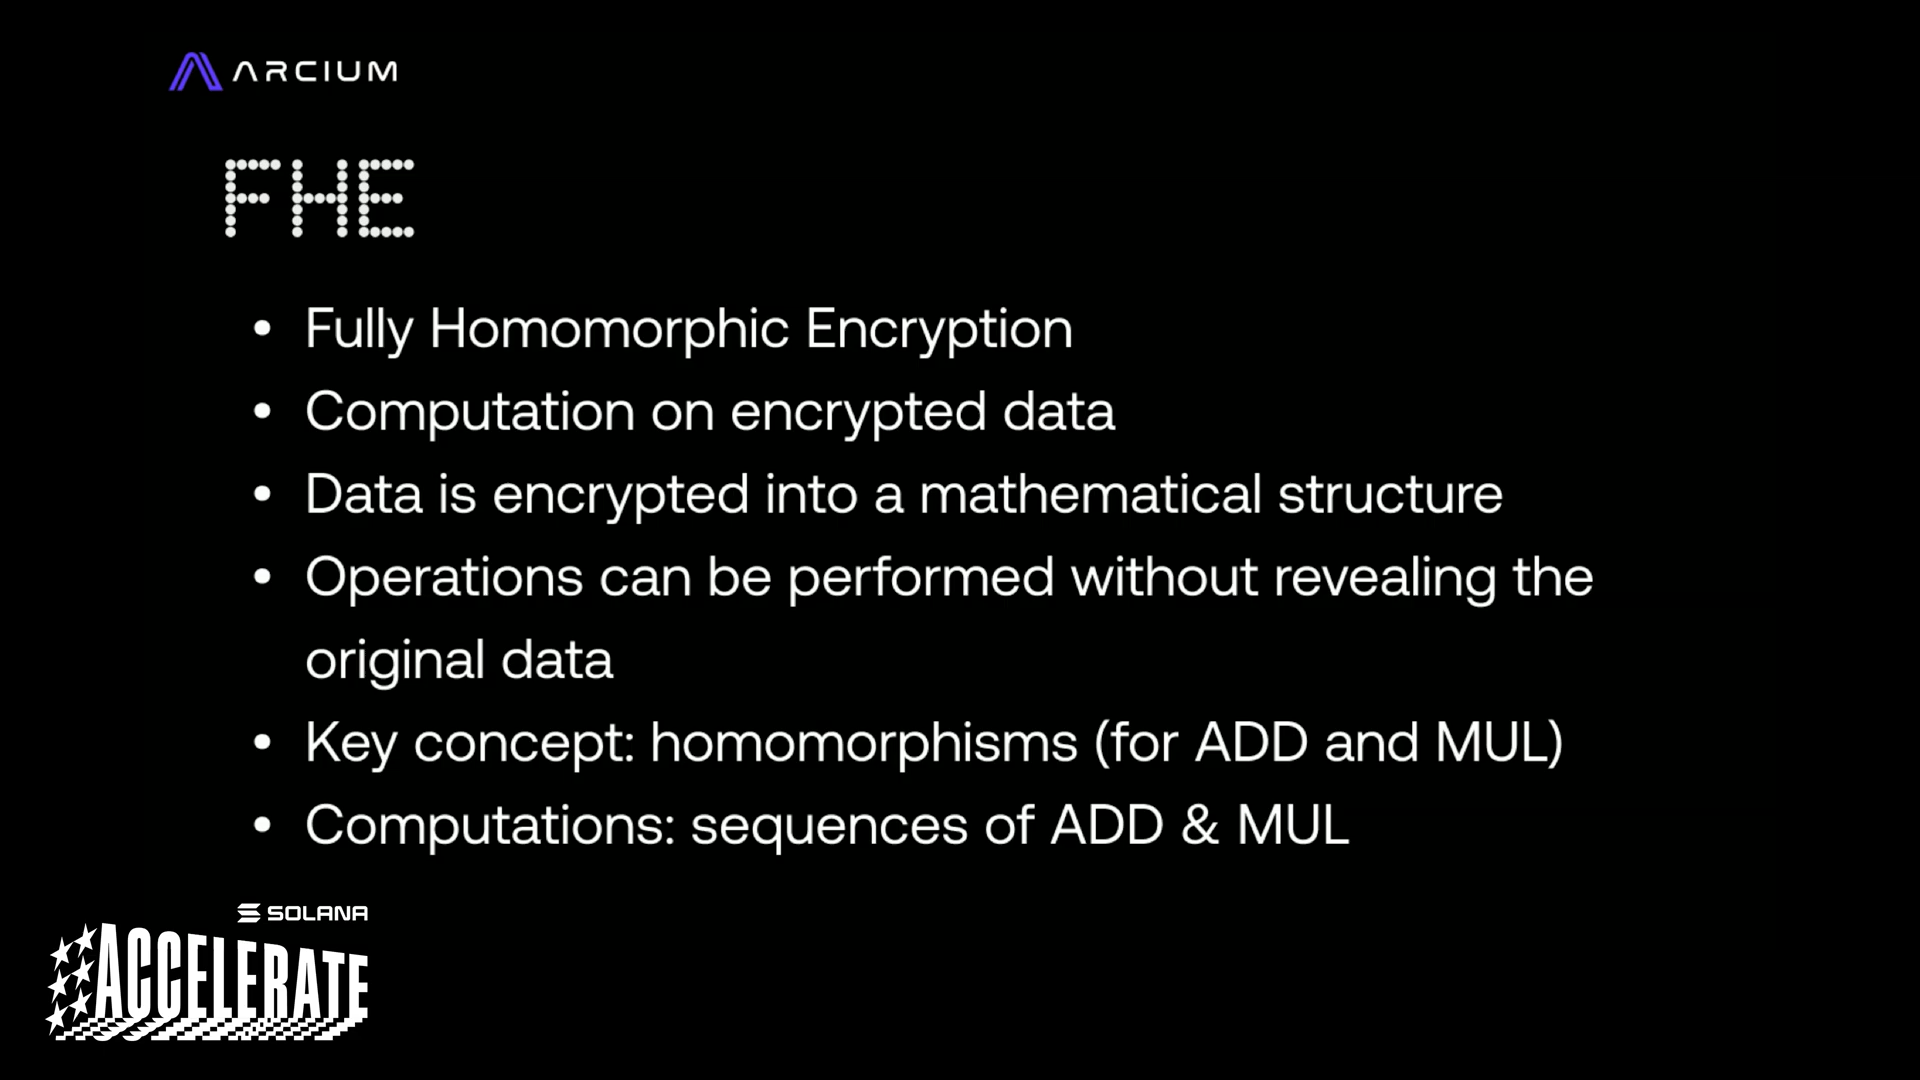 ARCIUM
FHE
• Fully Homomorphic Encryption
• Computation on encrypted data
• Data is encrypted into a mathematical structure
• Operations can be performed without revealing the
original data
• Key concept: homomorphisms (for ADD and MUL)
• Computations: sequences of ADD & MUL
SOLANA
ACCELERATE